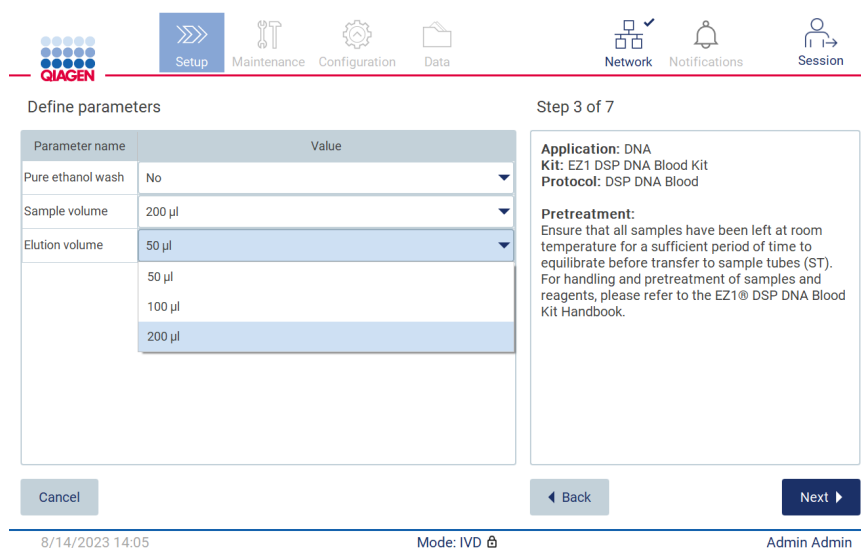 QIAGEN
Setup
Maintenance
Configuration
Data
Network
Notifications
Session
Define parameters
Step 3 of 7
Parameter name
Value
Pure ethanol wash
No
Sample volume
200 µl
Elution volume
50 µl
50 µl
100 µl
200 µl
Application: DNA
Kit: EZ1 DSP DNA Blood Kit
Protocol: DSP DNA Blood
Pretreatment:
Ensure that all samples have been left at room
temperature for a sufficient period of time to
equilibrate before transfer to sample tubes (ST).
For handling and pretreatment of samples and
reagents, please refer to the EZ1® DSP DNA Blood
Kit Handbook.
Cancel
Back
Next
8/14/2023 14:05
Mode: IVD
Admin Admin